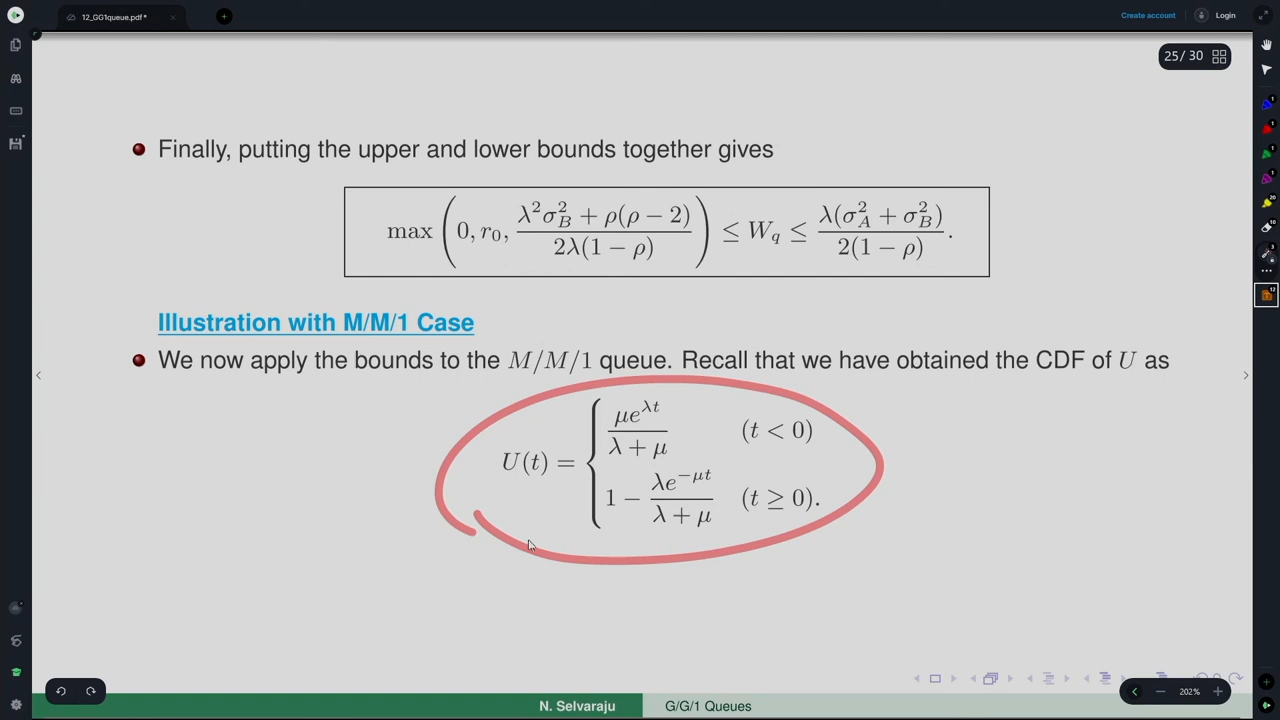 12_GG1queue.pdf*
Create account
Login
25 / 30
Finally, putting the upper and lower bounds together gives
max (0, r₀, (λ²σ_B² + ρ(ρ − 2)) / (2λ(1 − ρ))) ≤ W_q ≤ λ(σ_A² + σ_B²) / (2(1 − ρ)).
Illustration with M/M/1 Case
We now apply the bounds to the M/M/1 queue. Recall that we have obtained the CDF of U as
U(t) = { μe^{λt} / (λ + μ) (t < 0)
1 − λe^{−μt} / (λ + μ) (t ≥ 0).
202%
N. Selvaraju
G/G/1 Queues